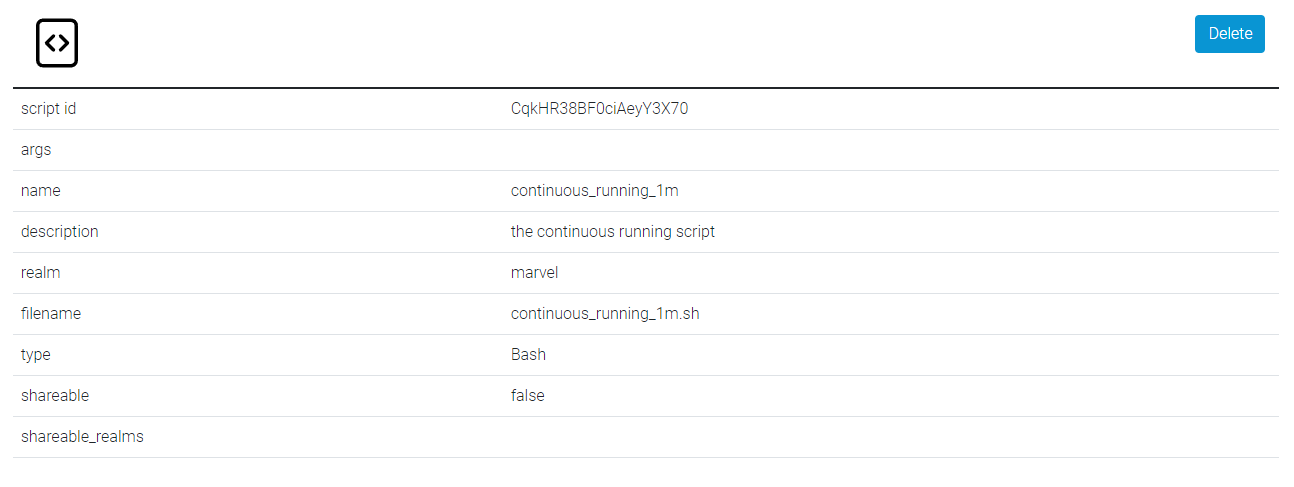 Delete
script id CqkHR38BF0ciAeyY3X70
args
name continuous_running_1m
description the continuous running script
realm marvel
filename continuous_running_1m.sh
type Bash
shareable false
shareable_realms